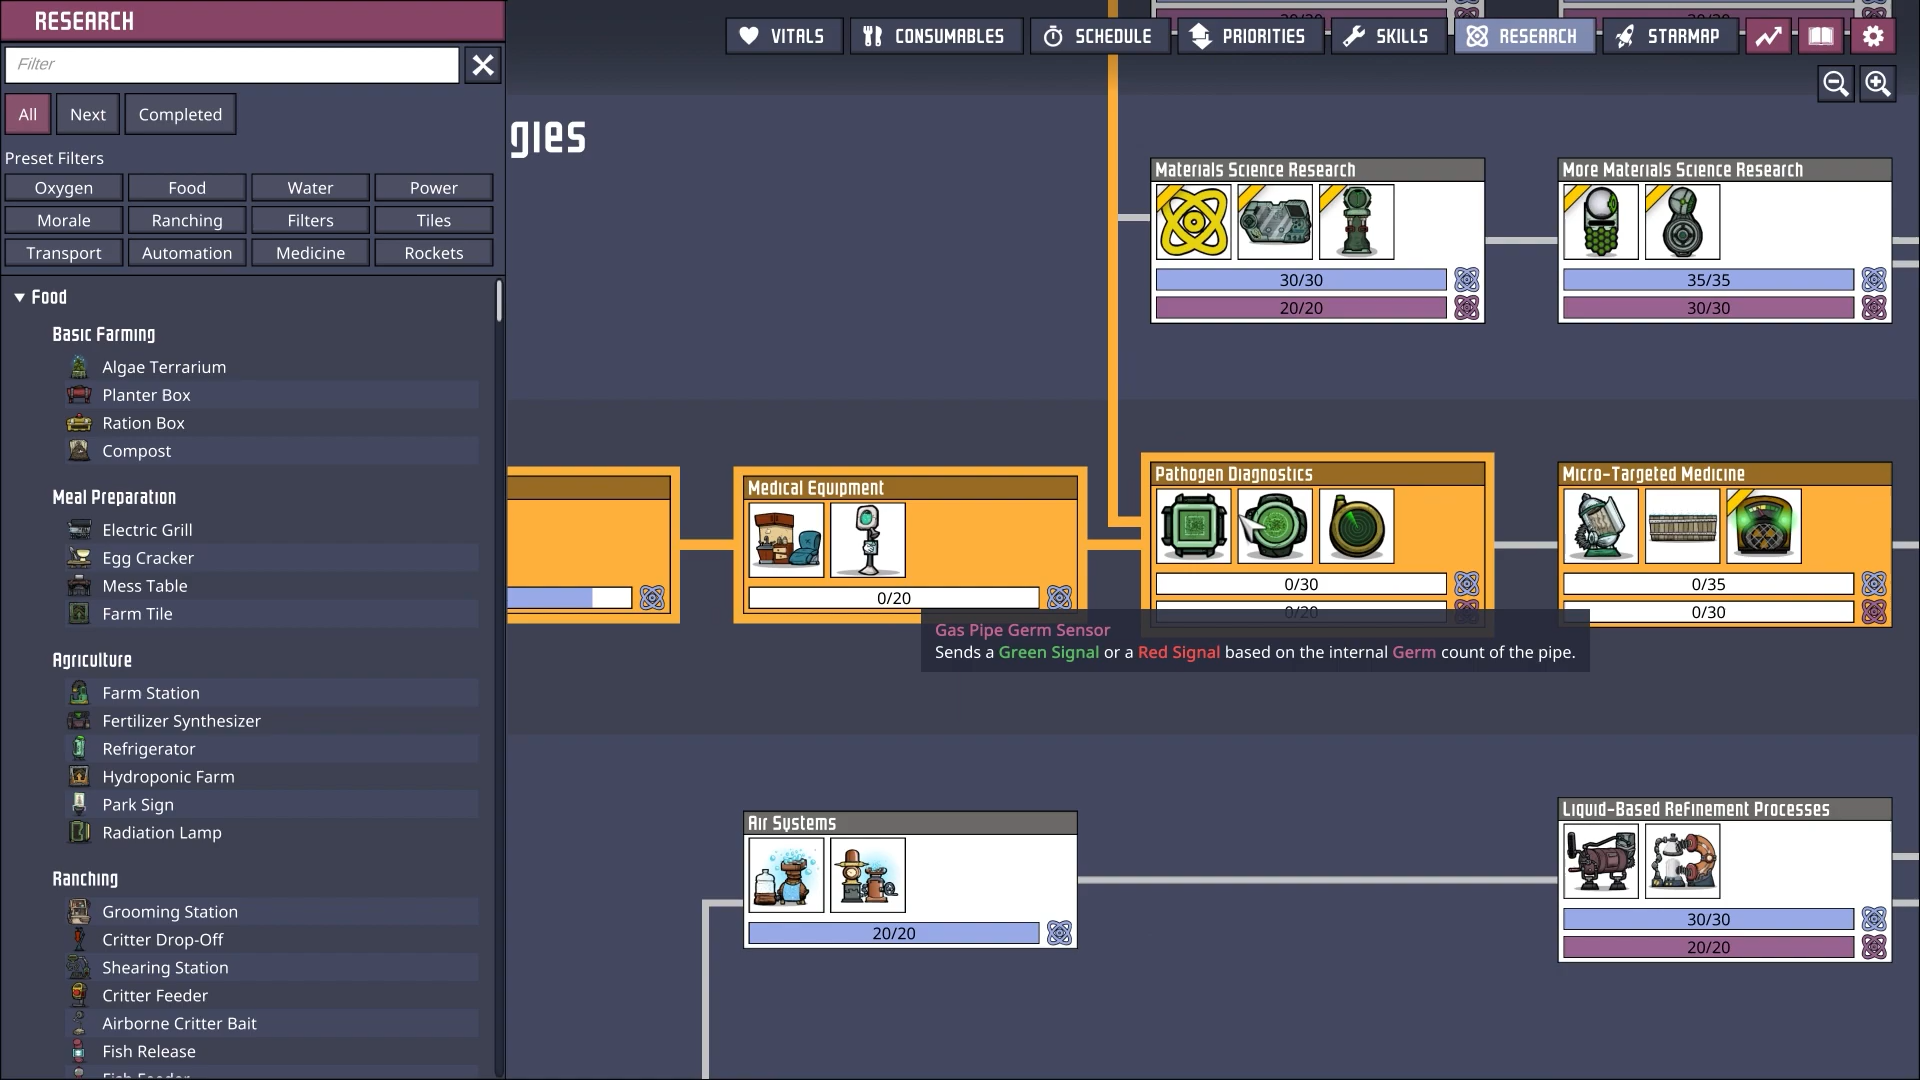 RESEARCH
Filter
All
Next
Completed
Preset Filters
Oxygen
Food
Water
Power
Morale
Ranching
Filters
Tiles
Transport
Automation
Medicine
Rockets
Food
Basic Farming
Algae Terrarium
Planter Box
Ration Box
Compost
Meal Preparation
Electric Grill
Egg Cracker
Mess Table
Farm Tile
Agriculture
Farm Station
Fertilizer Synthesizer
Refrigerator
Hydroponic Farm
Park Sign
Radiation Lamp
Ranching
Grooming Station
Critter Drop-Off
Shearing Station
Critter Feeder
Airborne Critter Bait
Fish Release
Fish Feeder
VITALS
CONSUMABLES
SCHEDULE
PRIORITIES
SKILLS
RESEARCH
STARMAP
gies
Materials Science Research
30/30
20/20
More Materials Science Research
35/35
30/30
Medical Equipment
0/20
Pathogen Diagnostics
0/30
0/20
Micro-Targeted Medicine
0/35
0/30
Gas Pipe Germ Sensor
Sends a Green Signal or a Red Signal based on the internal Germ count of the pipe.
Air Systems
20/20
Liquid-Based Refinement Processes
30/30
20/20